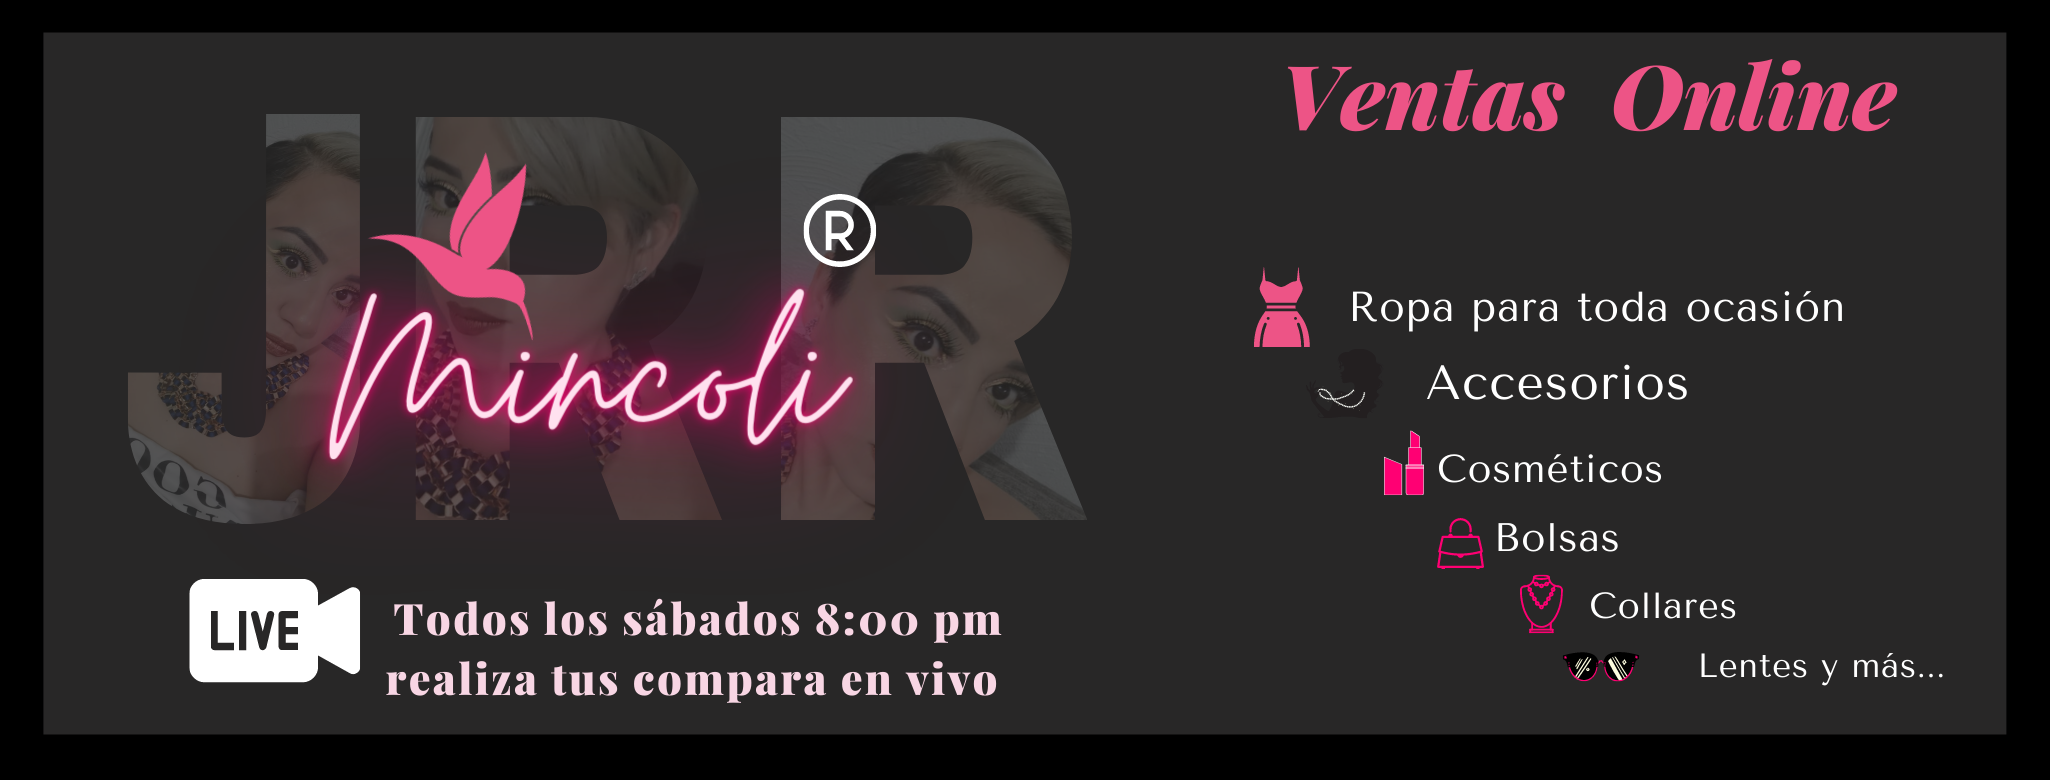 JRR
®
Mincoli
LIVE
Todos los sábados 8:00 pm
realiza tus compara en vivo
Ventas Online
Ropa para toda ocasión
Accesorios
Cosméticos
Bolsas
Collares
Lentes y más...